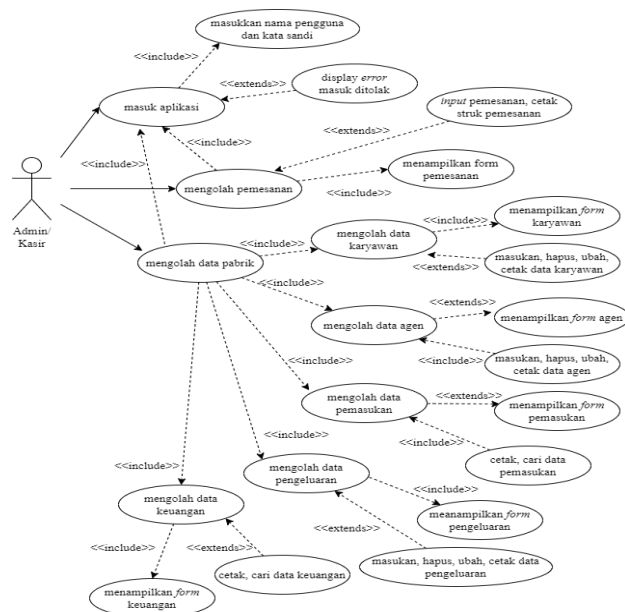 masukkan nama pengguna
dan kata sandi
<<include>>
<<extends>>
display error
masuk ditolak
masuk aplikasi
Input pemesanan, cetak
struk pemesanan
<<extends>>
<<include>>
<<include>>
menampilkan form
pemesanan
mengolah pemesanan
<<include>>
Admin/
Kasir
menampilkan form
karyawan
<<include>>
mengolah data
karyawan
<<include>>
mengolah data pabrik
masukan, hapus, ubah,
cetak data karyawan
<<extends>>
<<include>>
<<extends>>
menampilkan form agen
mengolah data agen
<<include>>
masukan, hapus, ubah,
cetak data agen
<<include>>
<<extends>>
menampilkan form
pemasukan
mengolah data
pemasukan
<<include>>
<<include>>
cetak, cari data
pemasukan
<<include>>
mengolah data
pengeluaran
<<include>>
mengolah data
keuangan
meanampilkan form
pengeluaran
<<extends>>
<<include>>
<<extends>>
masukan, hapus, ubah, cetak data
pengeluaran
cetak, cari data keuangan
menampilkan form
keuangan